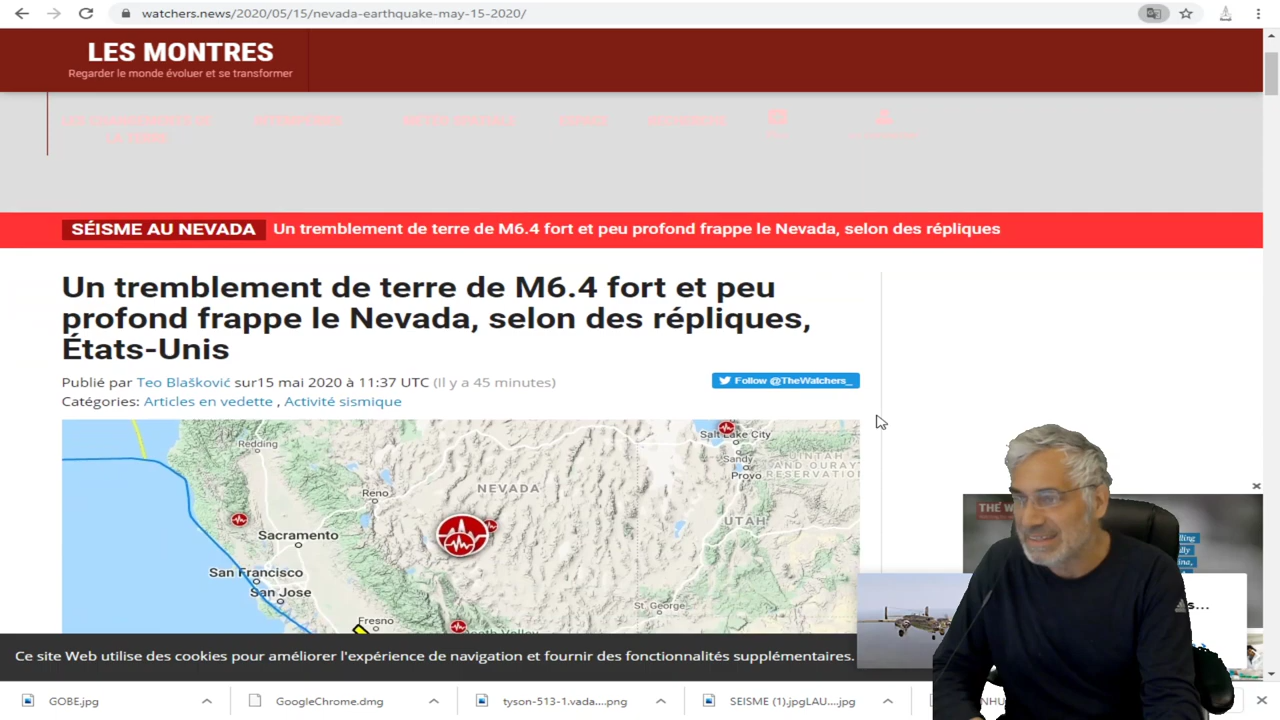 watchers.news/2020/05/15/nevada-earthquake-may-15-2020/
LES MONTRES
Regarder le monde évoluer et se transformer
SÉISME AU NEVADA Un tremblement de terre de M6.4 fort et peu profond frappe le Nevada, selon des répliques
Un tremblement de terre de M6.4 fort et peu
profond frappe le Nevada, selon des répliques,
États-Unis
Publié par Teo Blašković sur15 mai 2020 à 11:37 UTC (il y a 45 minutes)
Follow @TheWatchers_
Catégories: Articles en vedette , Activité sismique
Redding
Salt Lake City
Sandy
Provo
UINTAH
AND OURAY
RESERVATION
NEVADA
Reno
UTAH
Sacramento
San Francisco
San Jose
St. George
Fresno
Ce site Web utilise des cookies pour améliorer l'expérience de navigation et fournir des fonctionnalités supplémentaires.
GOBE.jpg
GoogleChrome.dmg
tyson-513-1.vada....png
SEISME (1).jpgLAU....jpg